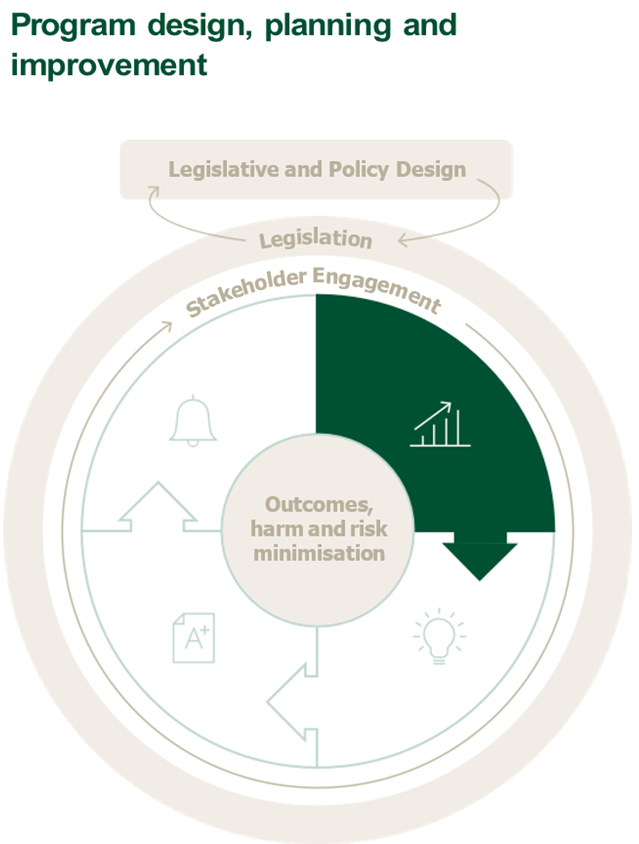 Program design, planning and
improvement
Legislative and Policy Design
Legislation
Stakeholder Engagement
Outcomes,
harm and risk
minimisation
A+